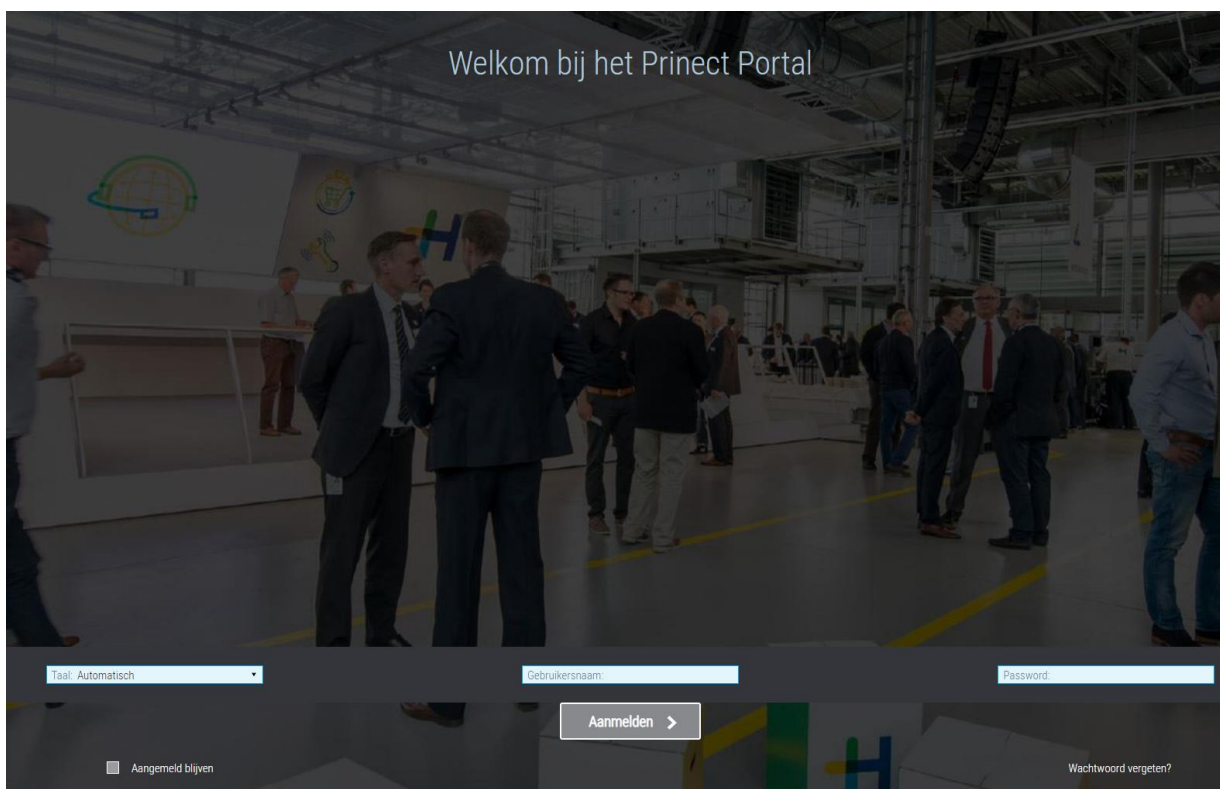 Welkom bij het Prinect Portal
Taal: Automatisch
Gebruikersnaam:
Password:
Aanmelden
Aangemeld blijven
Wachtwoord vergeten?